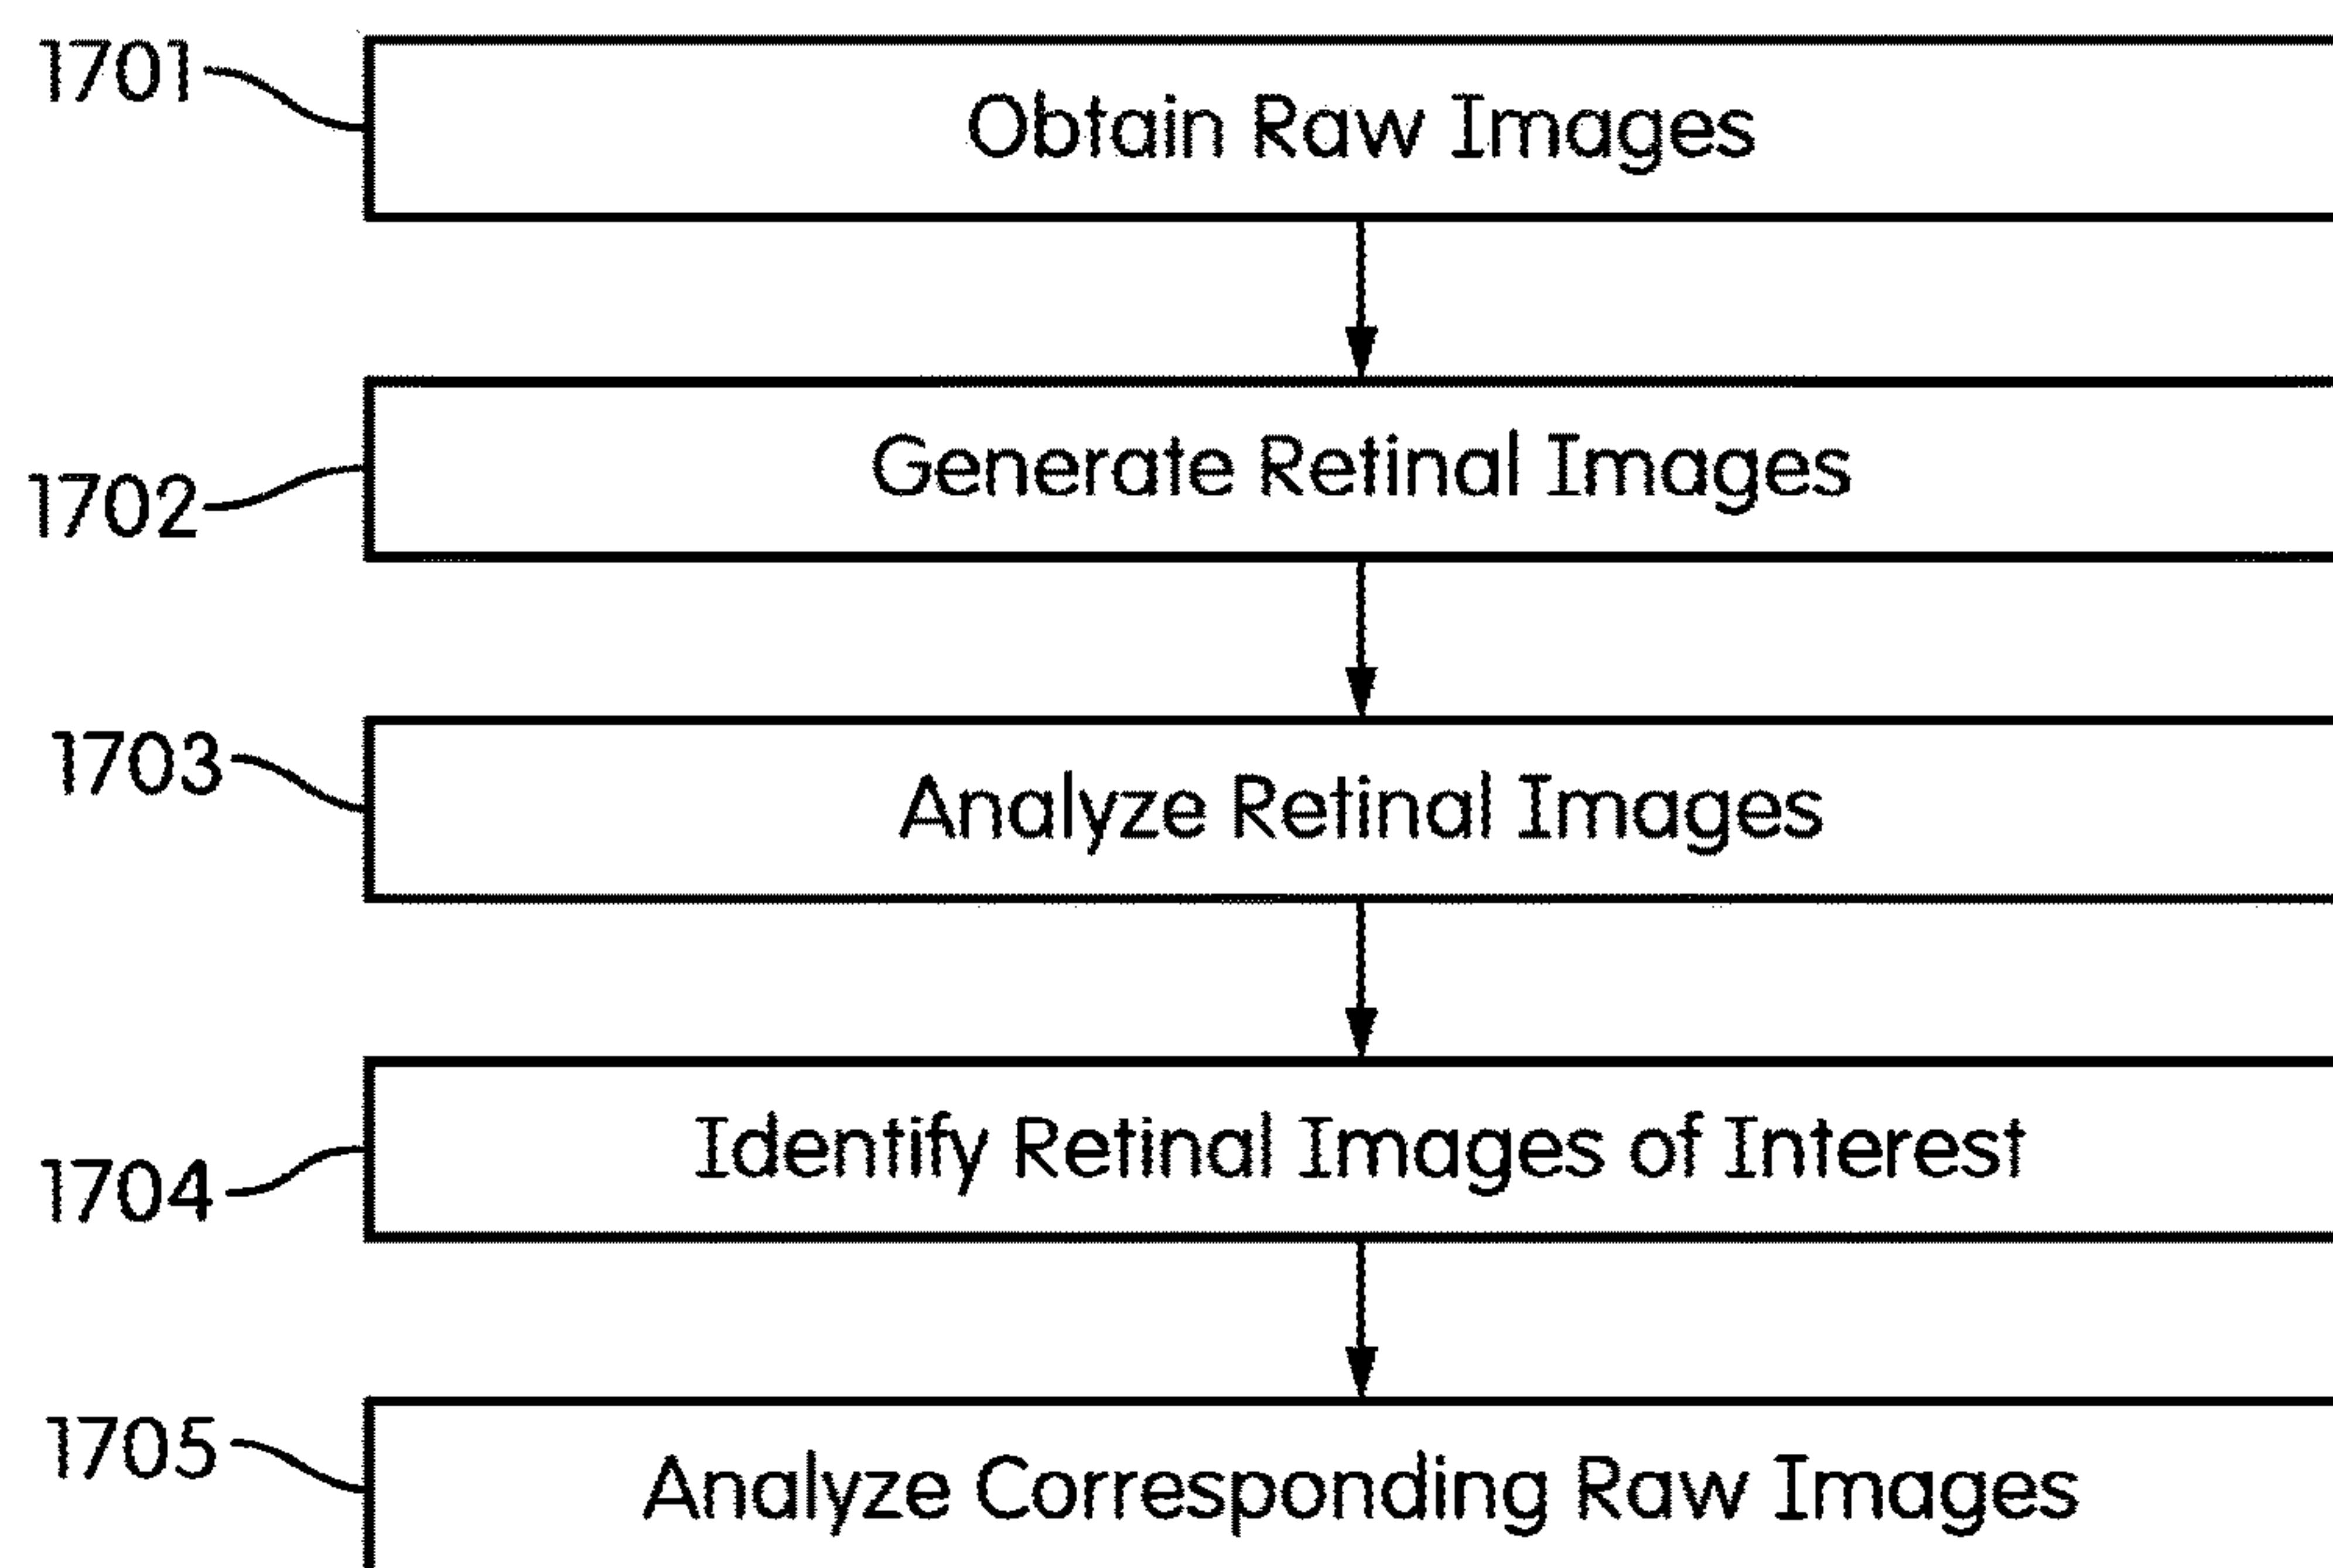 1701
Obtain Raw Images
1702
Generate Retinal Images
1703
Analyze Retinal Images
1704
Identify Retinal Images of Interest
1705
Analyze Corresponding Raw Images